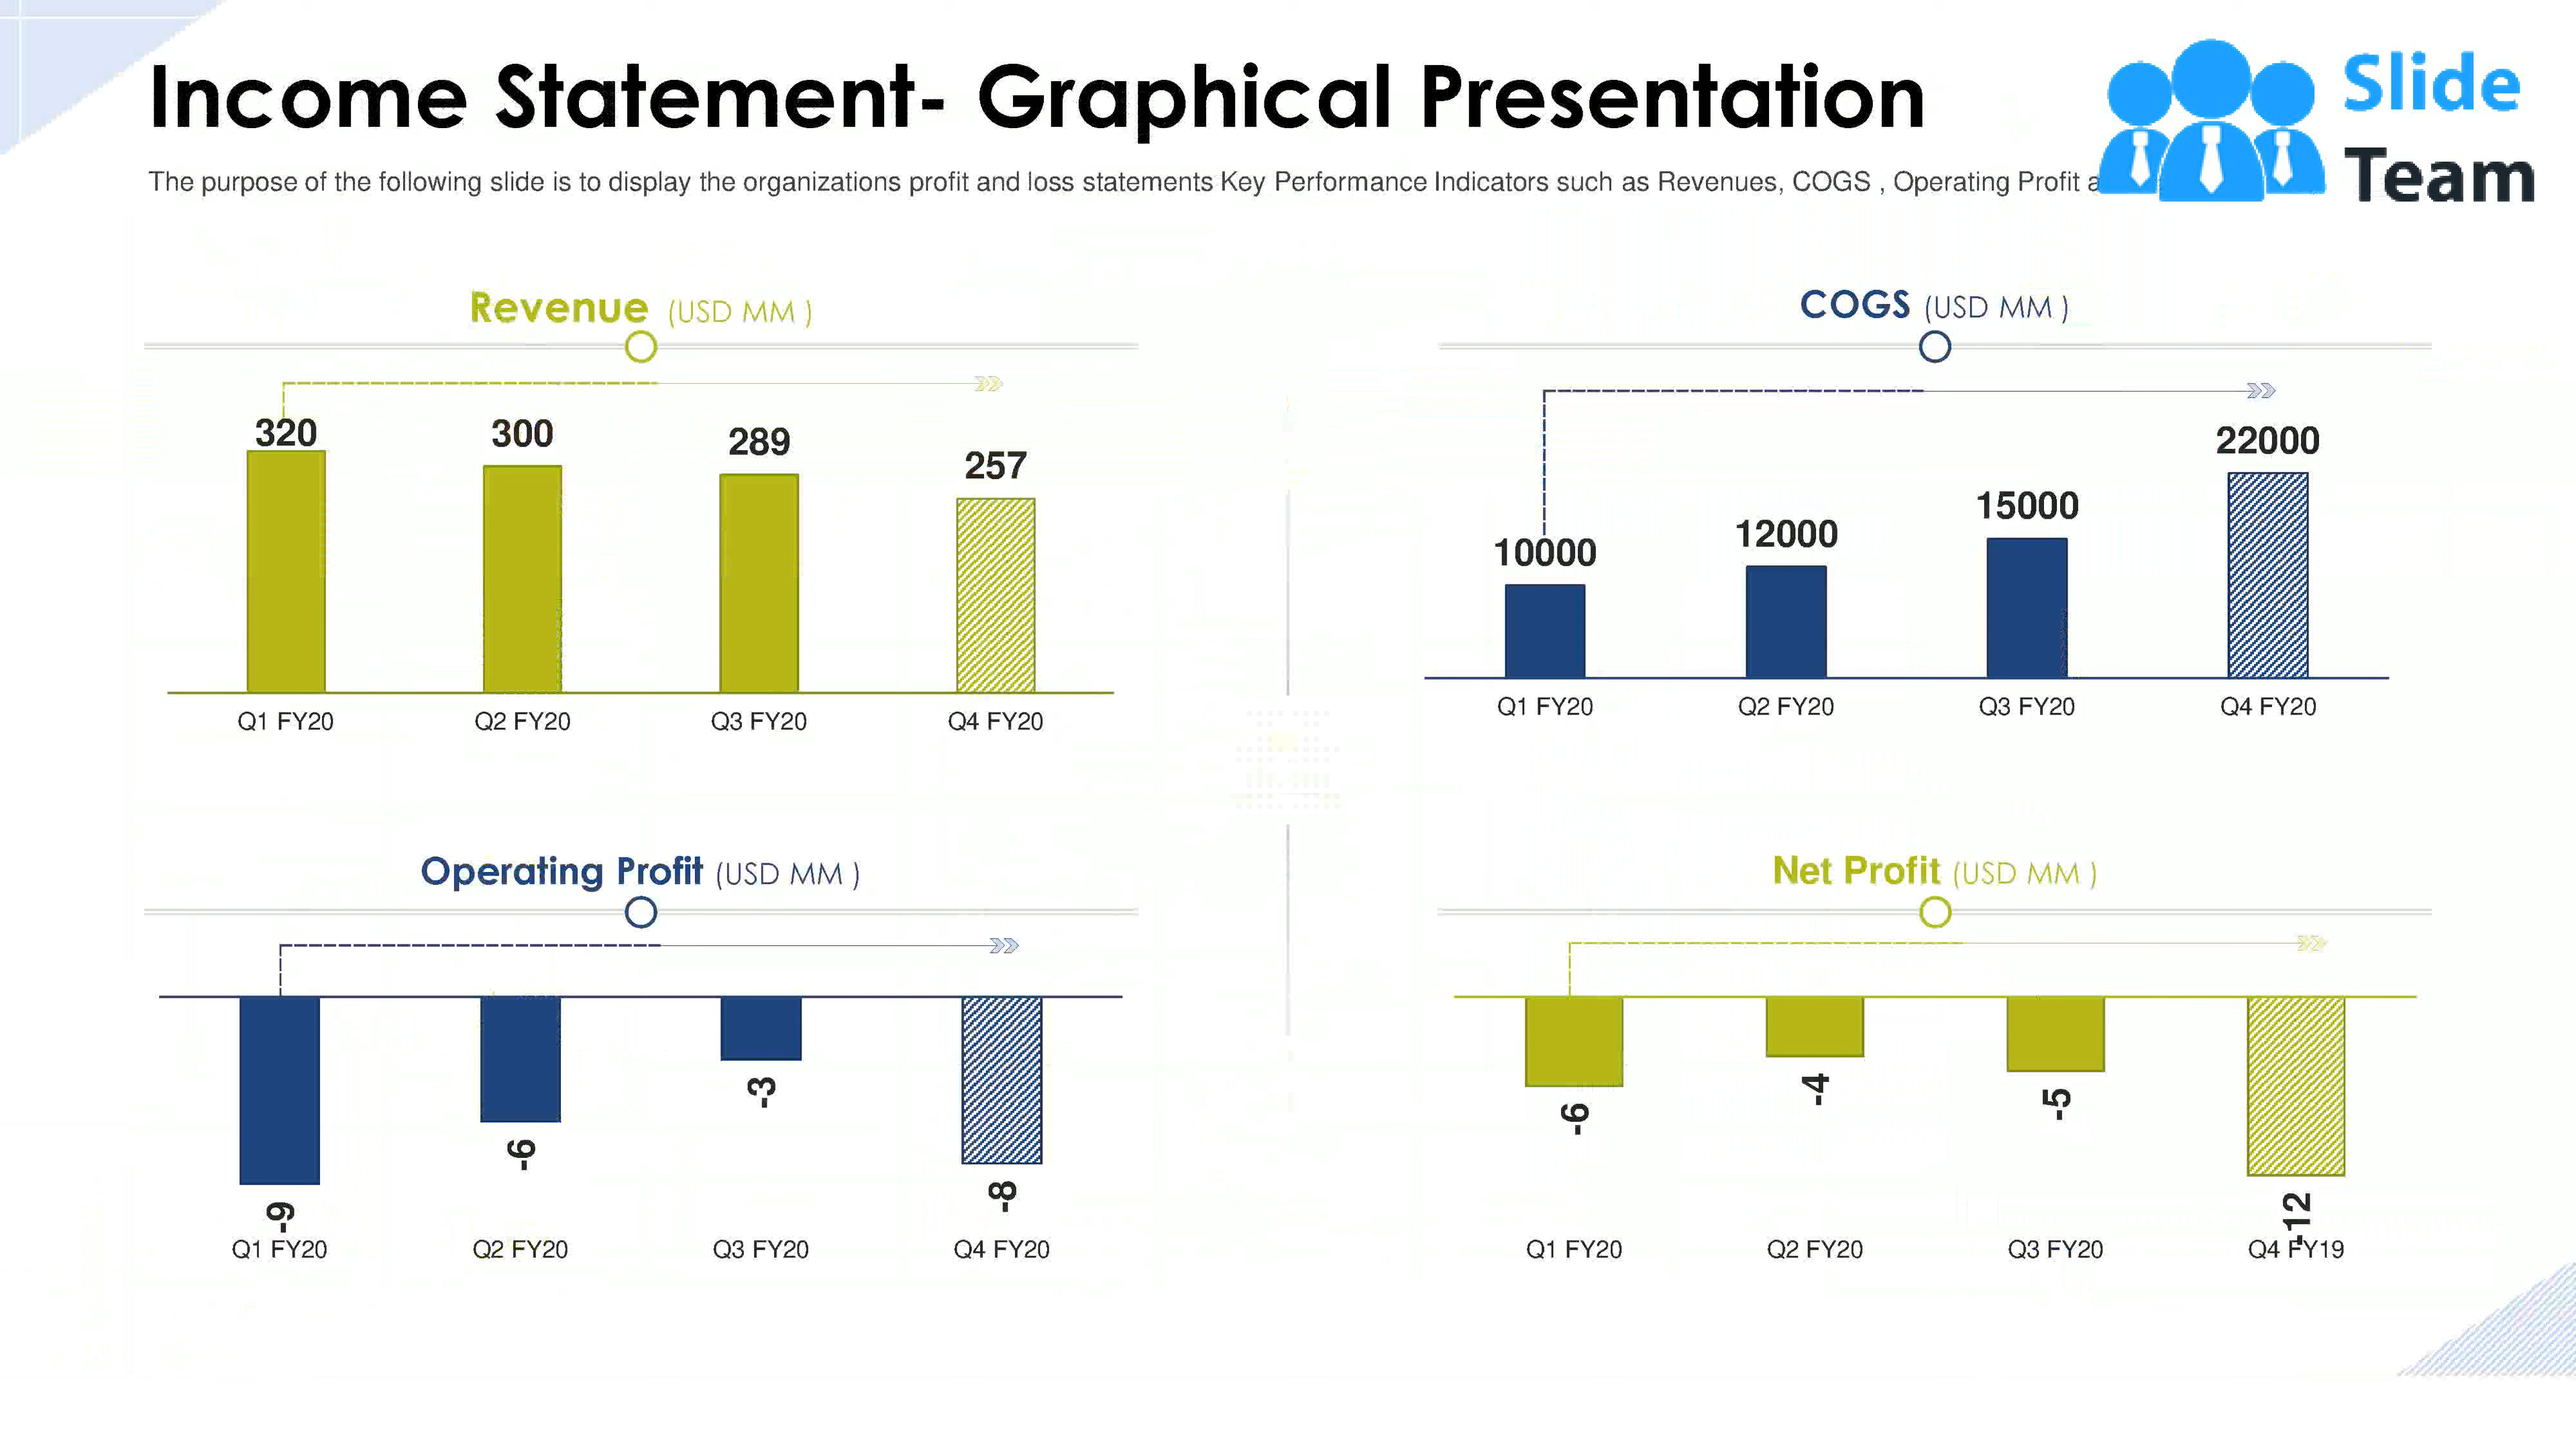 Income Statement- Graphical Presentation
Slide
Team
The purpose of the following slide is to display the organizations profit and loss statements Key Performance Indicators such as Revenues, COGS , Operating Profit a
Revenue (USD MM )
320
300
289
257
Q1 FY20
Q2 FY20
Q3 FY20
Q4 FY20
COGS (USD MM )
10000
12000
15000
22000
Q1 FY20
Q2 FY20
Q3 FY20
Q4 FY20
Operating Profit (USD MM )
-9
-6
-3
-8
Q1 FY20
Q2 FY20
Q3 FY20
Q4 FY20
Net Profit (USD MM )
-6
-4
-5
-12
Q1 FY20
Q2 FY20
Q3 FY20
Q4 FY19